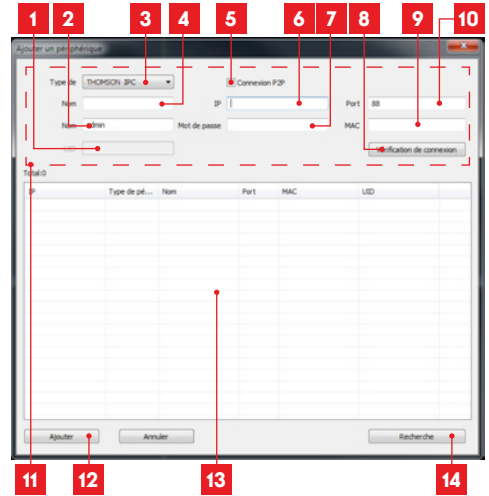 1 2 3 4 5 6 7 8 9 10
Ajouter un périphérique
Type de THOMSON IPC Connexion P2P
Nom IP Port 88
Nom admin Mot de passe MAC
UID Vérification de connexion
Total:0
IP Type de pé... Nom Port MAC UID
Ajouter Annuler Recherche
11 12 13 14